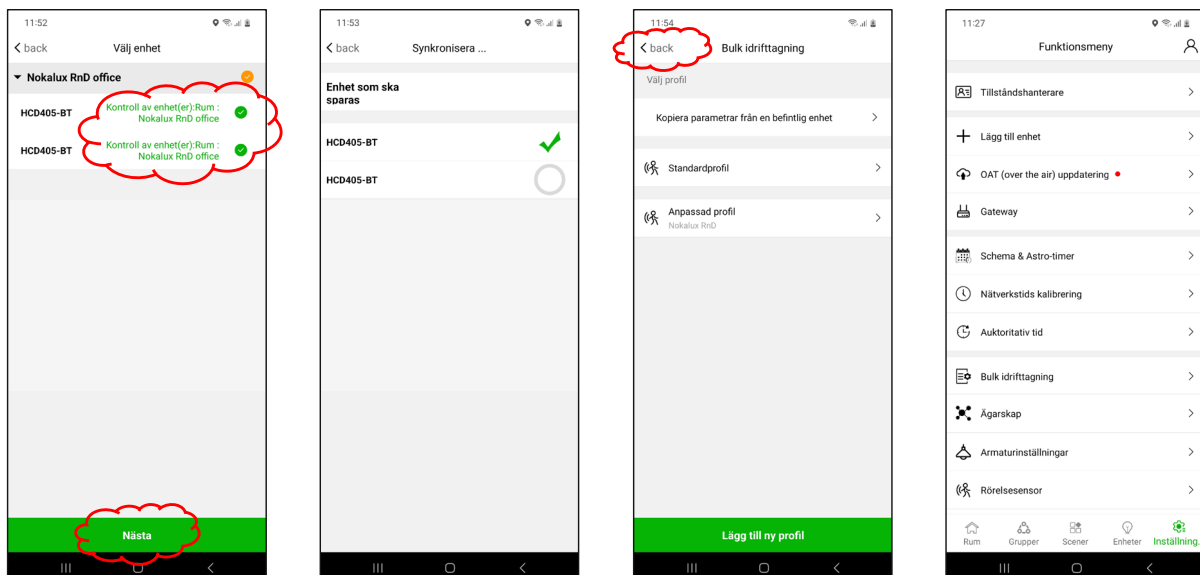 11:52
back
Välj enhet
Nokalux RnD office
HCD405-BT
Kontroll av enhet(er):Rum :
Nokalux RnD office
HCD405-BT
Kontroll av enhet(er):Rum :
Nokalux RnD office
Nästa
11:53
back
Synkronisera ...
Enhet som ska
sparas
HCD405-BT
HCD405-BT
11:54
back
Bulk idrifttagning
Välj profil
Kopiera parametrar från en befintlig enhet
Standardprofil
Anpassad profil
Nokalux RnD
Lägg till ny profil
11:27
Funktionsmeny
Tillståndshanterare
Lägg till enhet
OAT (over the air) uppdatering
Gateway
Schema & Astro-timer
Nätverkstids kalibrering
Auktoritativ tid
Bulk idrifttagning
Ägarskap
Armaturinställningar
Rörelsesensor
Rum
Grupper
Scener
Enheter
Inställning.